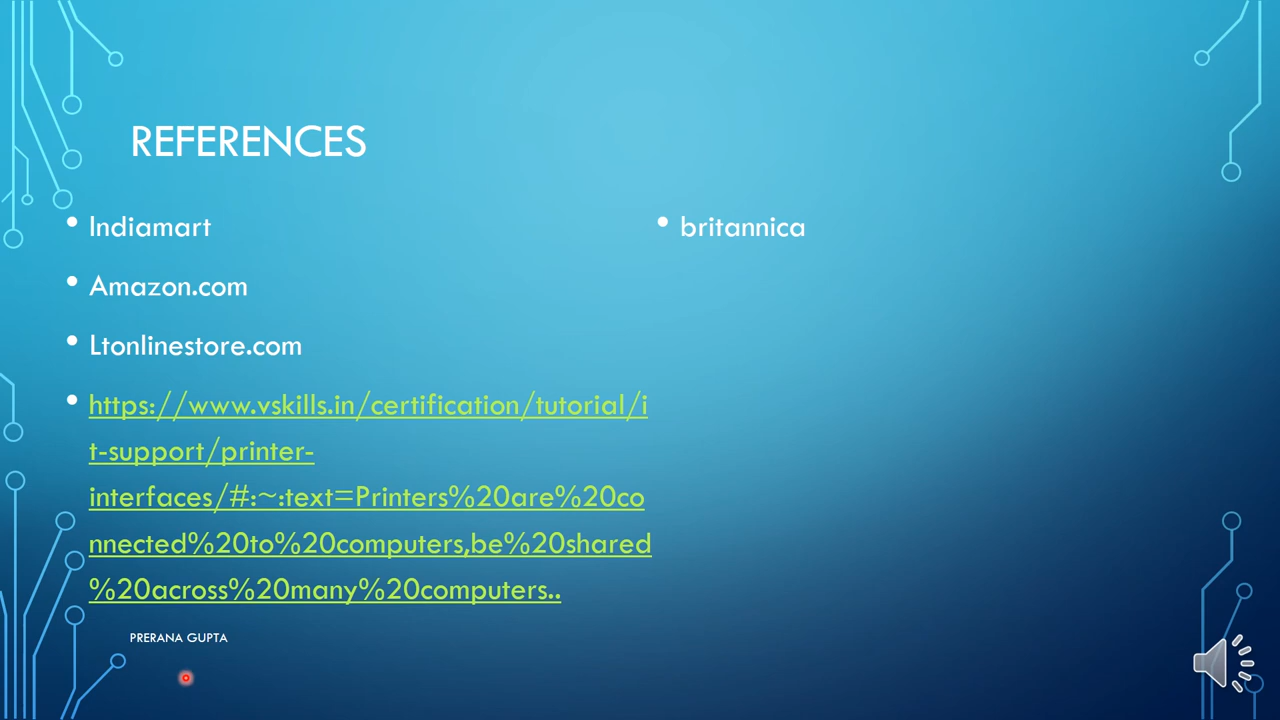 REFERENCES
• Indiamart
• Amazon.com
• Ltonlinestore.com
• https://www.vskills.in/certification/tutorial/i
t-support/printer-
interfaces/#:~:text=Printers%20are%20co
nnected%20to%20computers,be%20shared
%20across%20many%20computers..
• britannica
PRERANA GUPTA